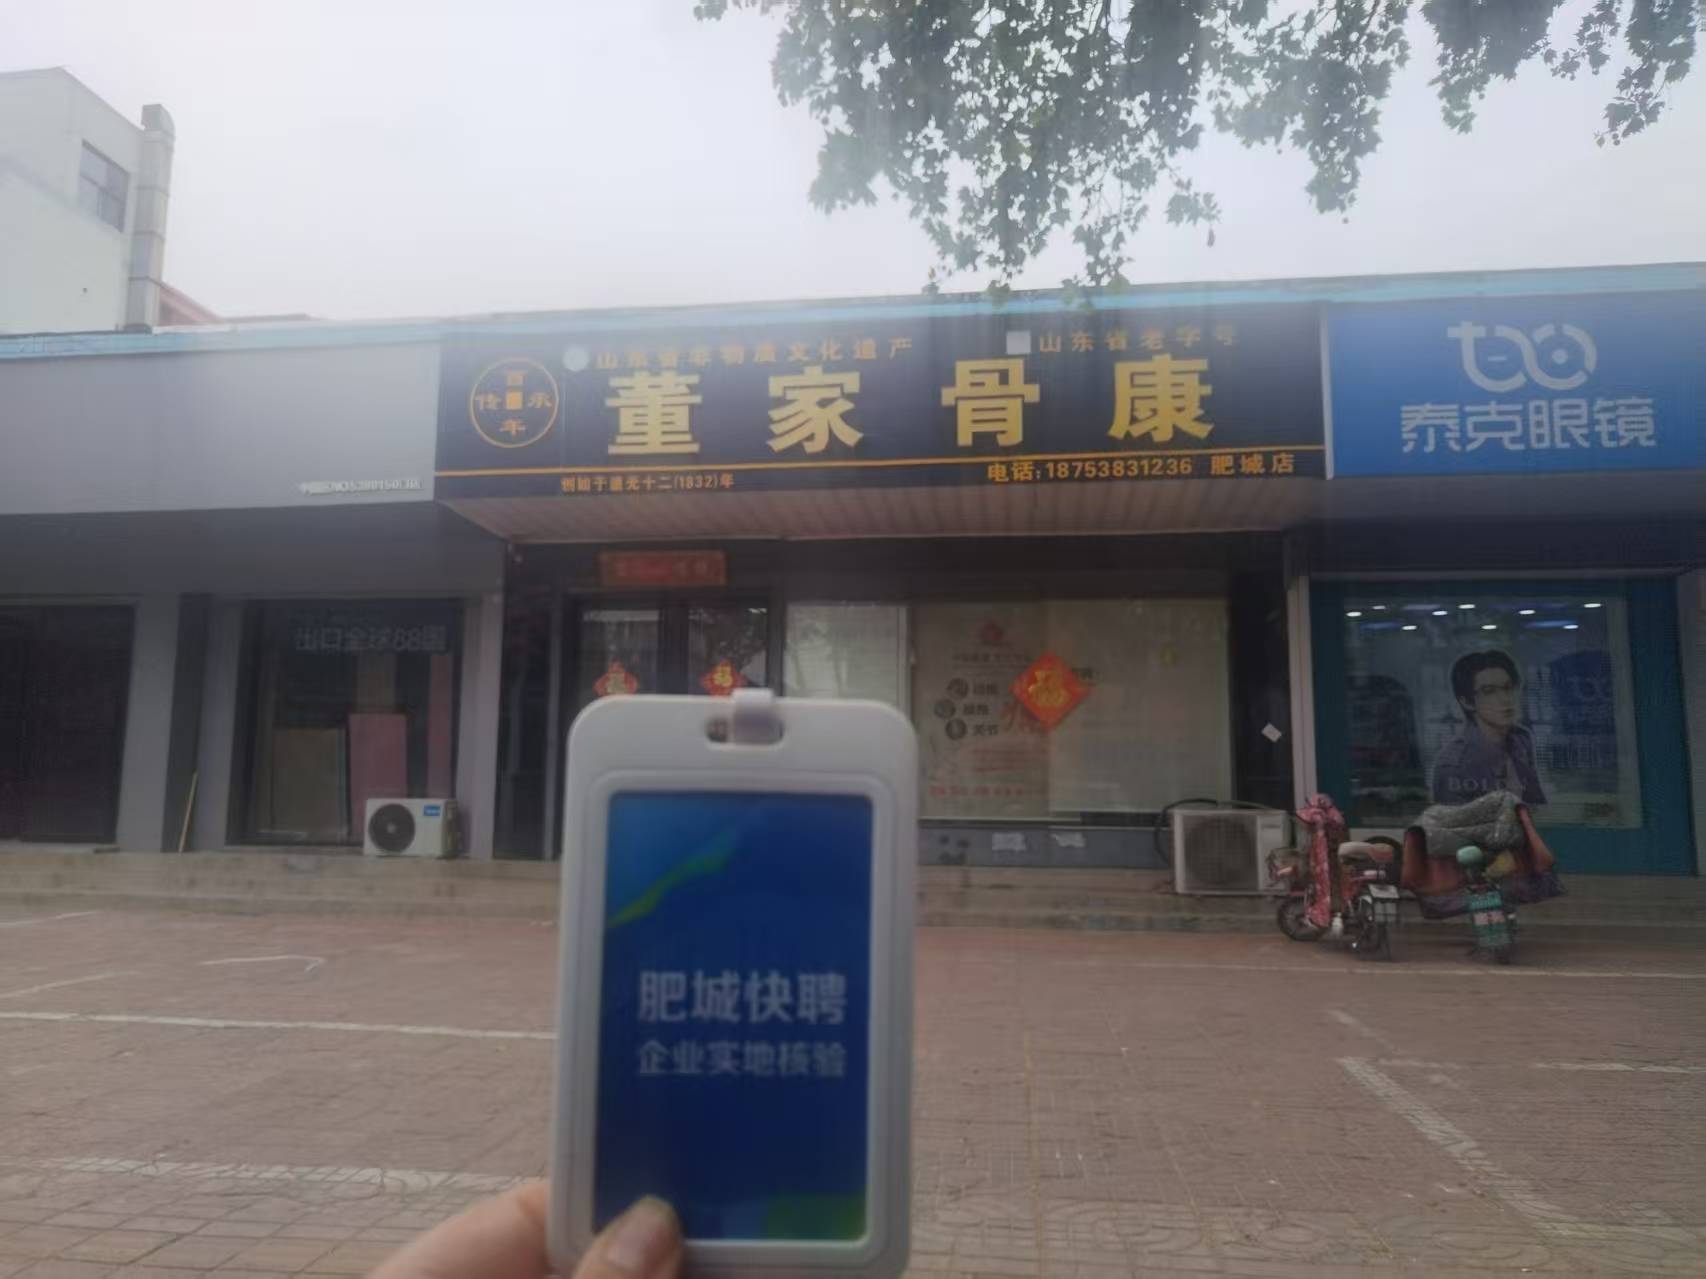 山东省非物质文化遗产
山东省老字号
百年传承
董家骨康
创始于道光十二(1832)年
电话:18753831236 肥城店
泰克眼镜
出口全球88国
福
福
福
肥城快聘
企业实地核验